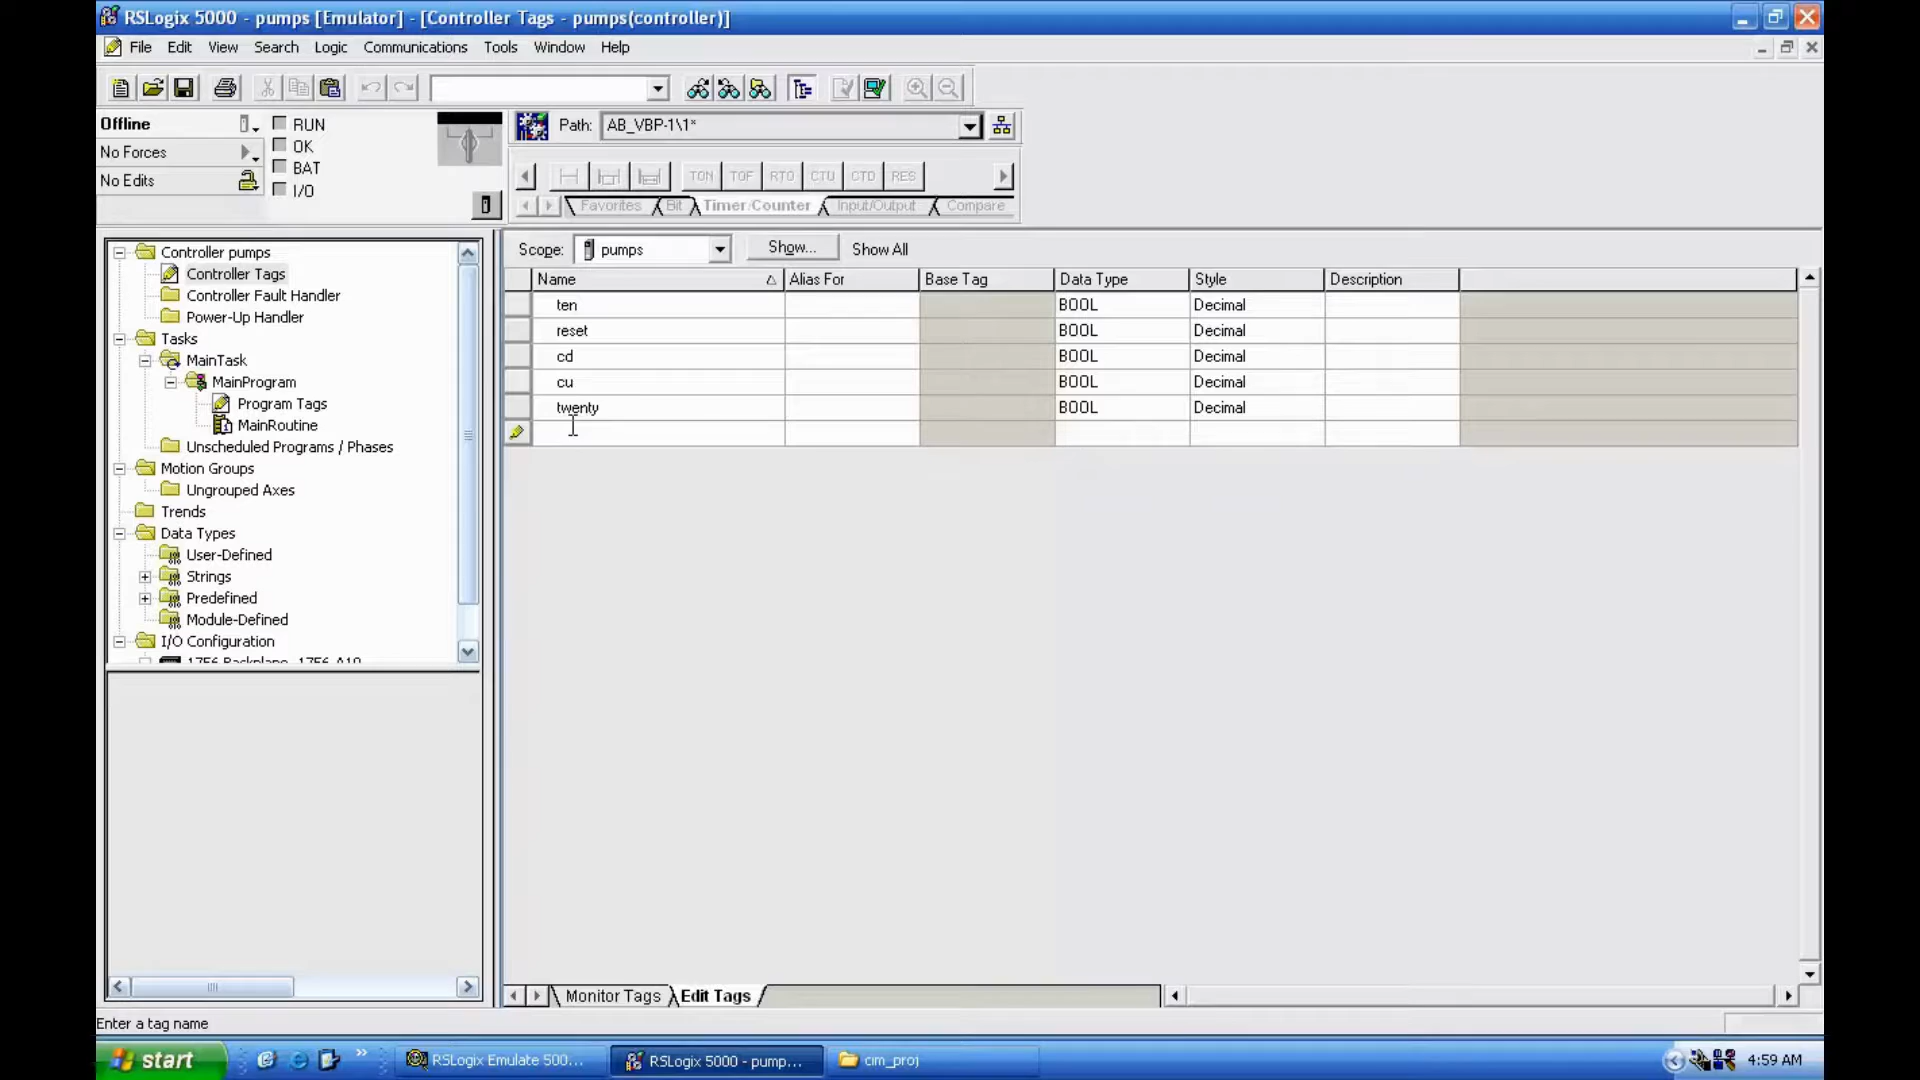 RSLogix 5000 - pumps [Emulator] - [Controller Tags - pumps(controller)]
File Edit View Search Logic Communications Tools Window Help
Offline RUN
No Forces OK
BAT
No Edits I/O
Path: AB_VBP-1\1*
TON TOF RTO CTU CTD RES
Favorites Bit Timer/Counter Input/Output Compare
Controller pumps
Controller Tags
Controller Fault Handler
Power-Up Handler
Tasks
MainTask
MainProgram
Program Tags
MainRoutine
Unscheduled Programs / Phases
Motion Groups
Ungrouped Axes
Trends
Data Types
User-Defined
Strings
Predefined
Module-Defined
I/O Configuration
1756 Backplane, 1756-A10
Scope: pumps Show... Show All
Name Alias For Base Tag Data Type Style Description
ten BOOL Decimal
reset BOOL Decimal
cd BOOL Decimal
cu BOOL Decimal
twenty BOOL Decimal
Monitor Tags Edit Tags
Enter a tag name
start RSLogix Emulate 500... RSLogix 5000 - pump... cim_proj 4:59 AM